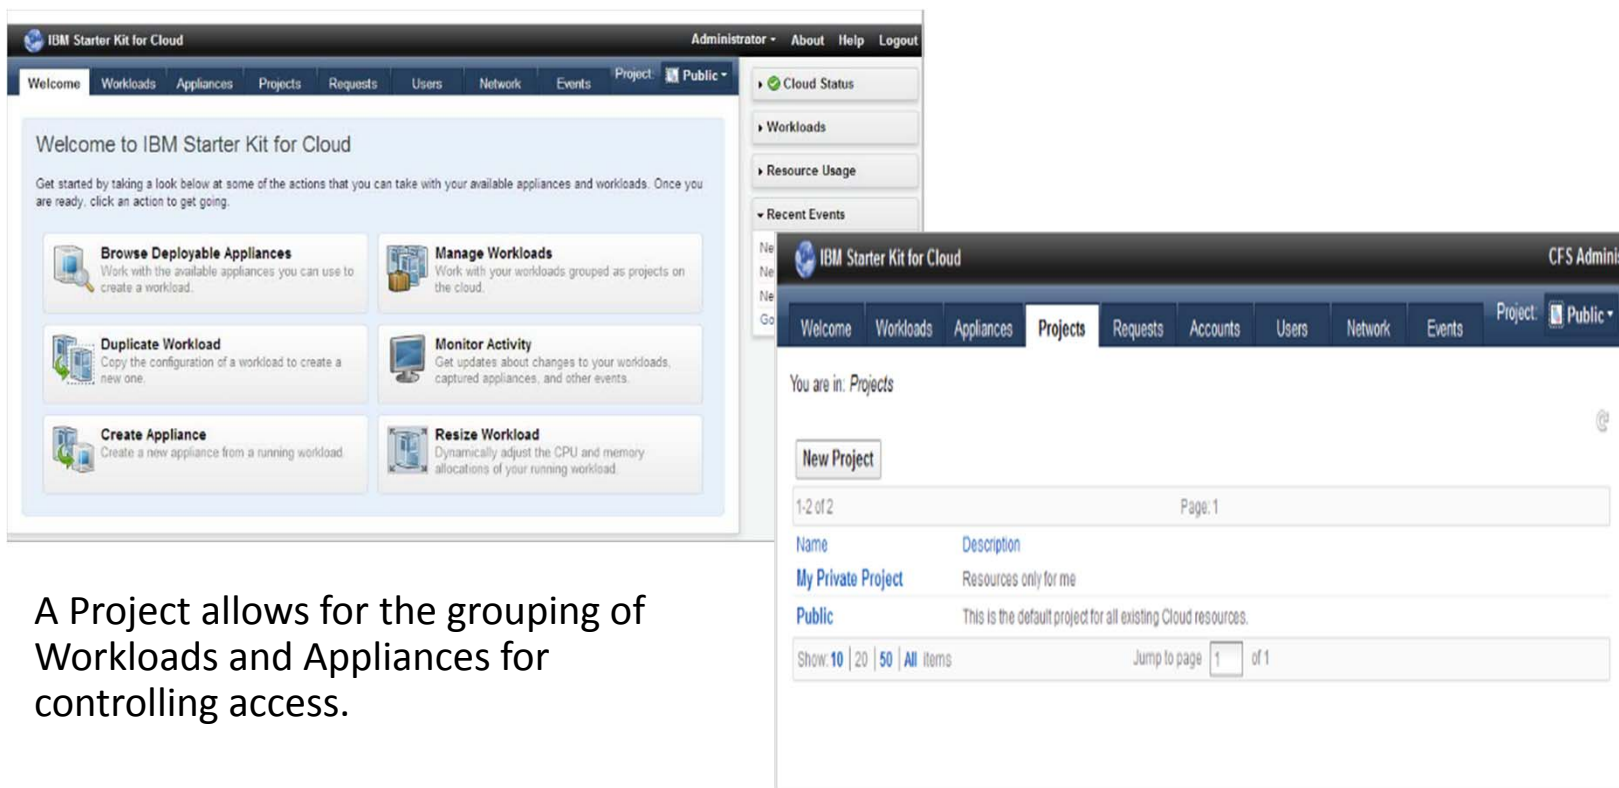 IBM Starter Kit for Cloud
Administrator About Help Logout
Welcome Workloads Appliances Projects Requests Users Network Events Project: Public
Welcome to IBM Starter Kit for Cloud
Get started by taking a look below at some of the actions that you can take with your available appliances and workloads. Once you
are ready, click an action to get going.
Browse Deployable Appliances
Work with the available appliances you can use to
create a workload.
Manage Workloads
Work with your workloads grouped as projects on
the cloud.
Duplicate Workload
Copy the configuration of a workload to create a
new one.
Monitor Activity
Get updates about changes to your workloads,
captured appliances, and other events.
Create Appliance
Create a new appliance from a running workload.
Resize Workload
Dynamically adjust the CPU and memory
allocations of your running workload.
Cloud Status
Workloads
Resource Usage
Recent Events
Ne
Ne
Ne
Go
IBM Starter Kit for Cloud
CFS Adminis
Welcome Workloads Appliances Projects Requests Accounts Users Network Events Project: Public
You are in: Projects
New Project
1-2 of 2 Page: 1
Name Description
My Private Project Resources only for me
Public This is the default project for all existing Cloud resources.
Show: 10 | 20 | 50 | All items Jump to page 1 of 1
A Project allows for the grouping of
Workloads and Appliances for
controlling access.